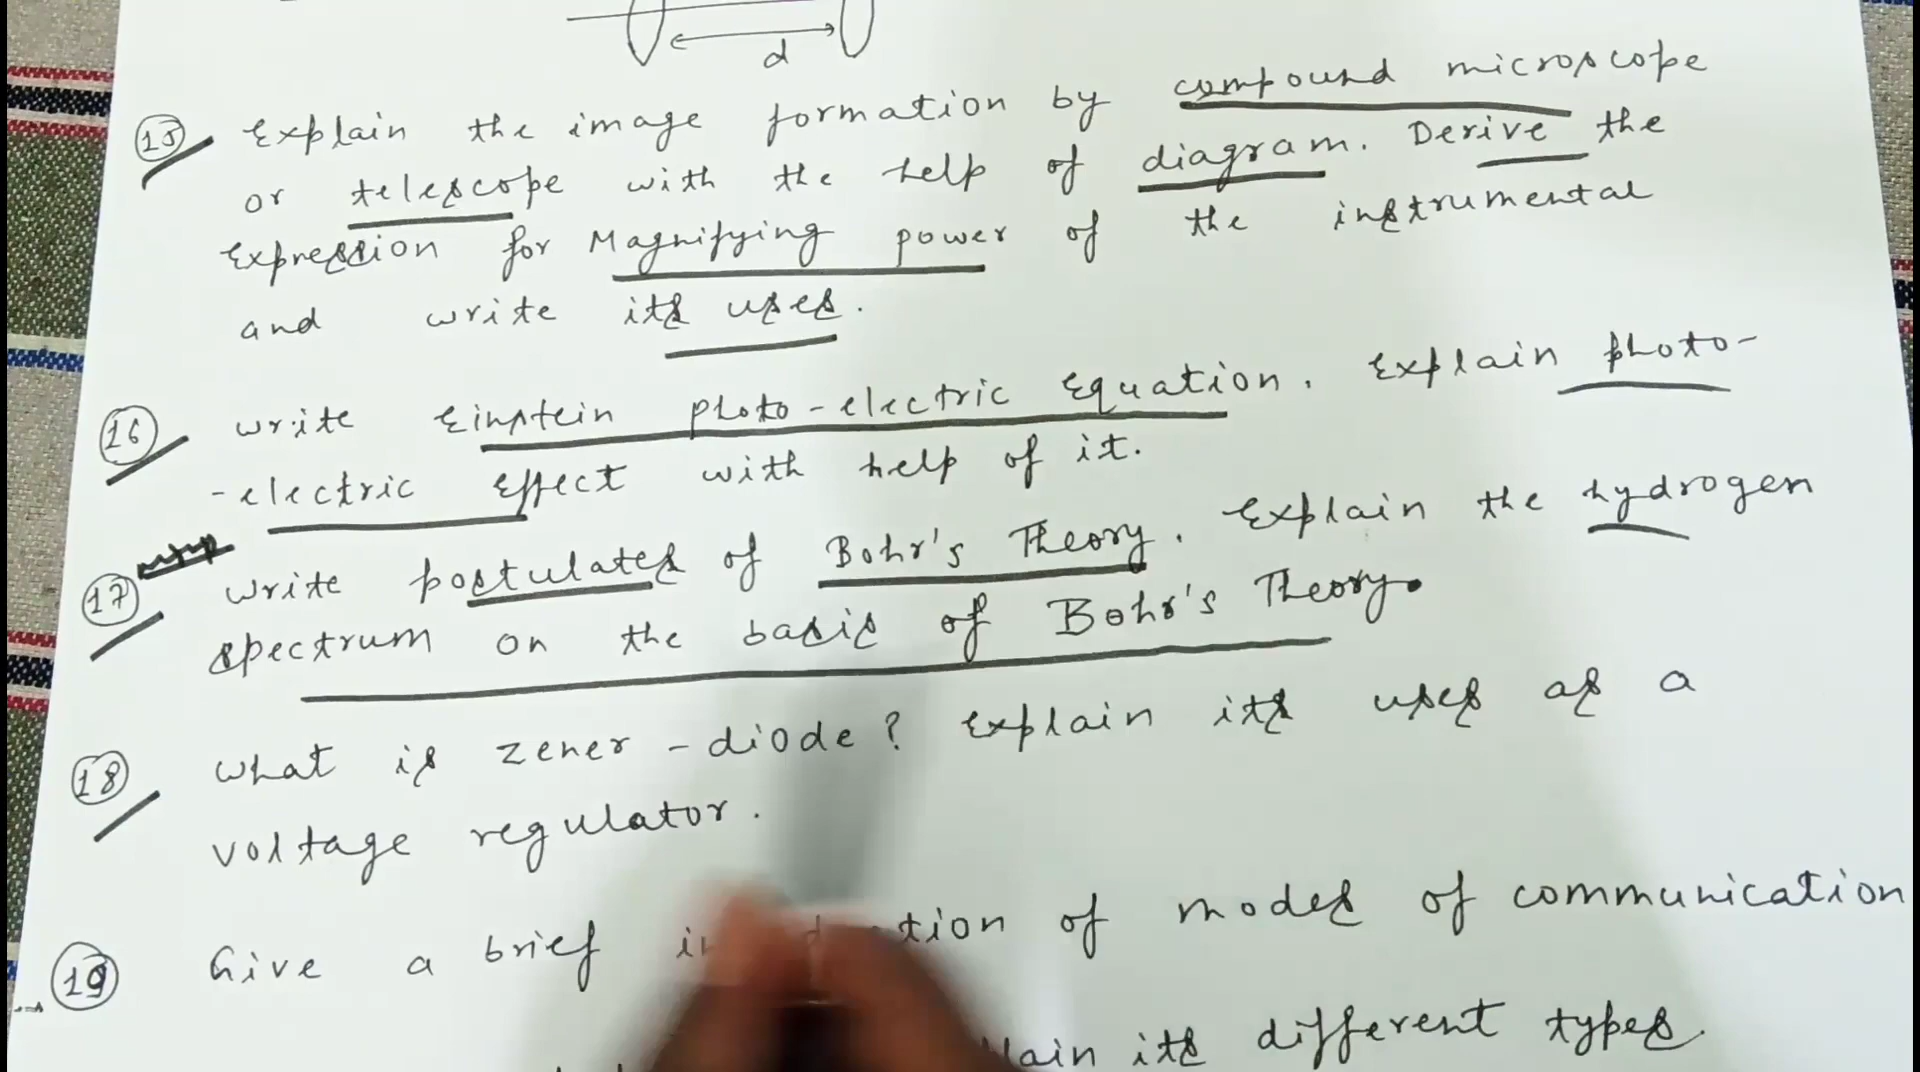 d
15 Explain the image formation by compound microscope
or telescope with the help of diagram. Derive the
Expression for Magnifying power of the instrumental
and write its uses.
16 write Einstein photo-electric Equation. Explain photo-
-electric Effect with help of it.
17 write postulates of Bohr's Theory. Explain the hydrogen
spectrum on the basis of Bohr's Theory.
18 What is zener-diode? Explain its uses as a
voltage regulator.
19 Give a brief of modes of communication
its different types.